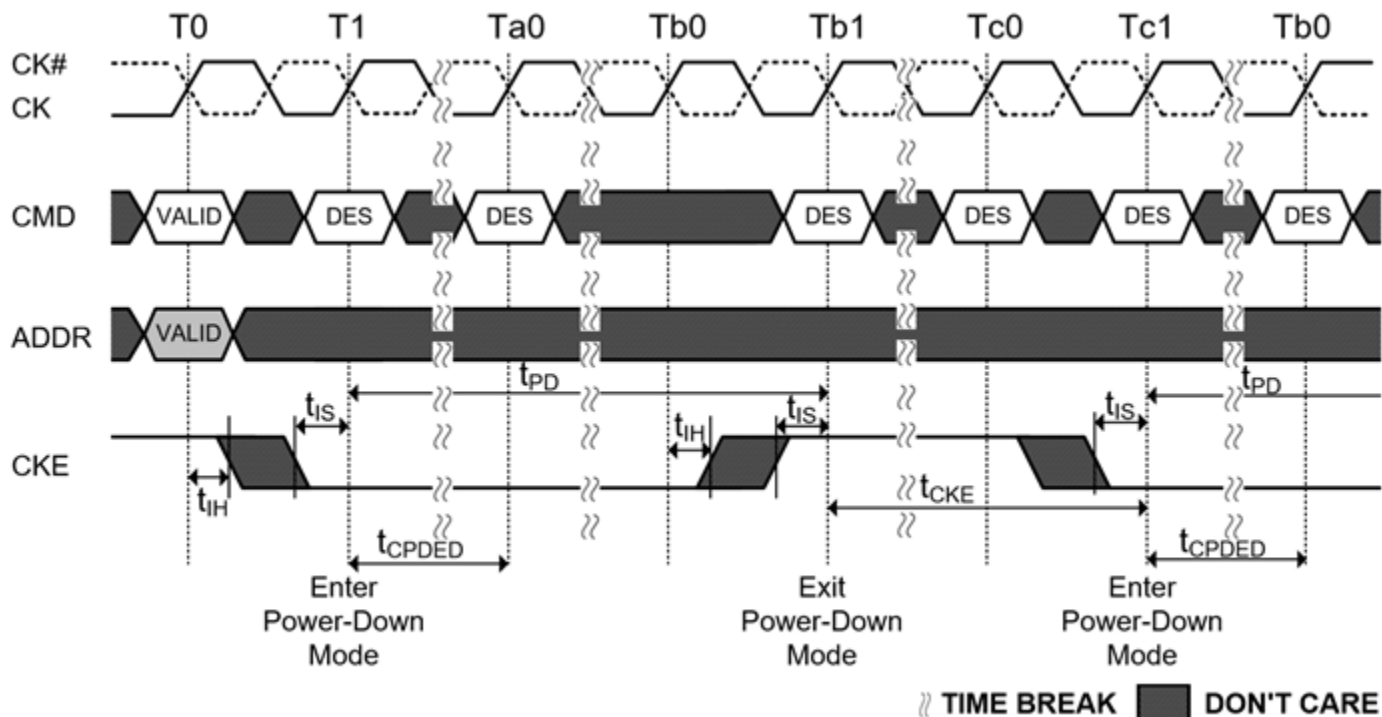 T0 T1 Ta0 Tb0 Tb1 Tc0 Tc1 Tb0
CK#
CK
CMD VALID DES DES DES DES DES DES
ADDR VALID
tPD tPD
tIS tIH tIS tIS
CKE
tIH tCKE
tCPDED tCPDED
Enter Power-Down Mode
Exit Power-Down Mode
Enter Power-Down Mode
TIME BREAK DON'T CARE